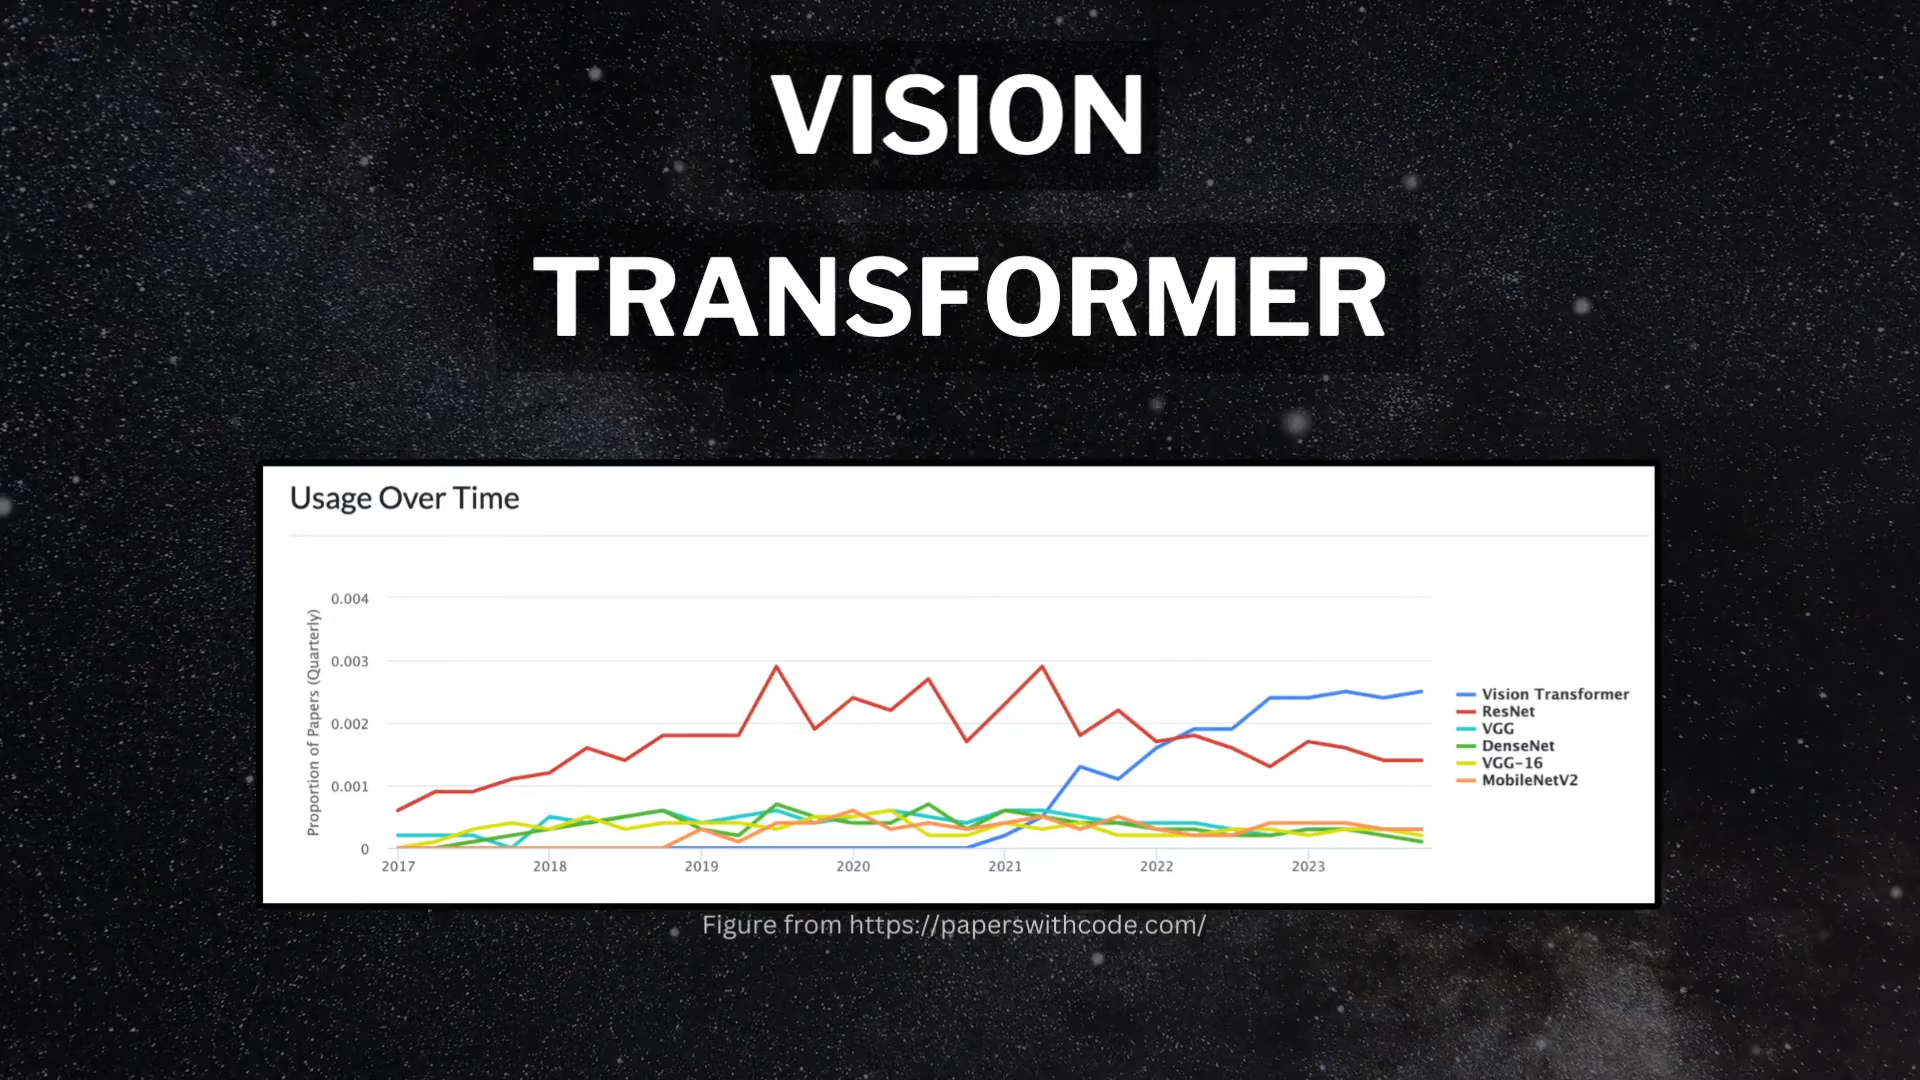 VISION
TRANSFORMER
Usage Over Time
Proportion of Papers (Quarterly)
0.004
0.003
0.002
0.001
0
2017 2018 2019 2020 2021 2022 2023
Vision Transformer
ResNet
VGG
DenseNet
VGG-16
MobileNetV2
Figure from https://paperswithcode.com/